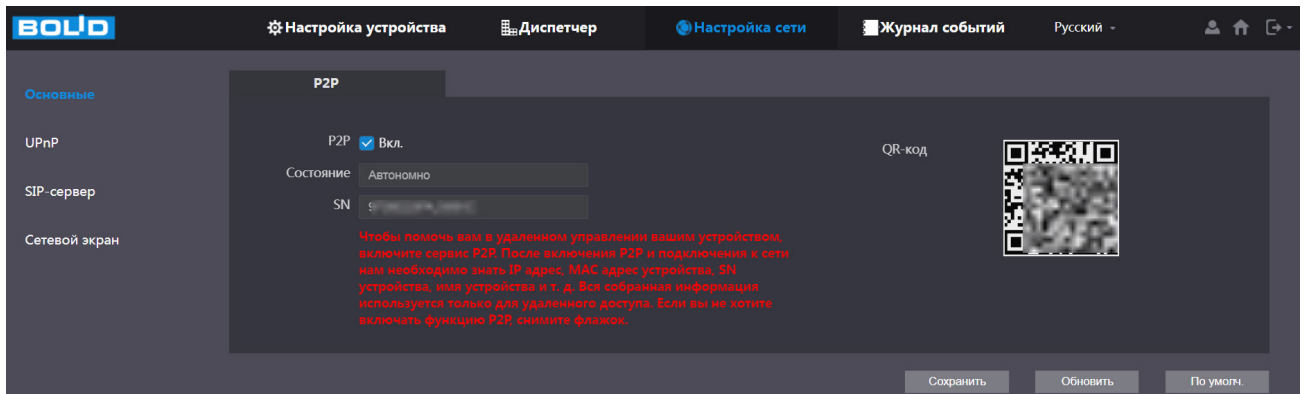 BOLID
Настройка устройства
Диспетчер
Настройка сети
Журнал событий
Русский
Основные
UPnP
SIP-сервер
Сетевой экран
P2P
P2P Вкл.
Состояние Автономно
SN 9
Чтобы помочь вам в удаленном управлении вашим устройством,
включите сервис P2P. После включения P2P и подключения к сети
нам необходимо знать IP адрес, MAC адрес устройства, SN
устройства, имя устройства и т. д. Вся собранная информация
используется только для удаленного доступа. Если вы не хотите
включать функцию P2P, снимите флажок.
QR-код
Сохранить
Обновить
По умолч.